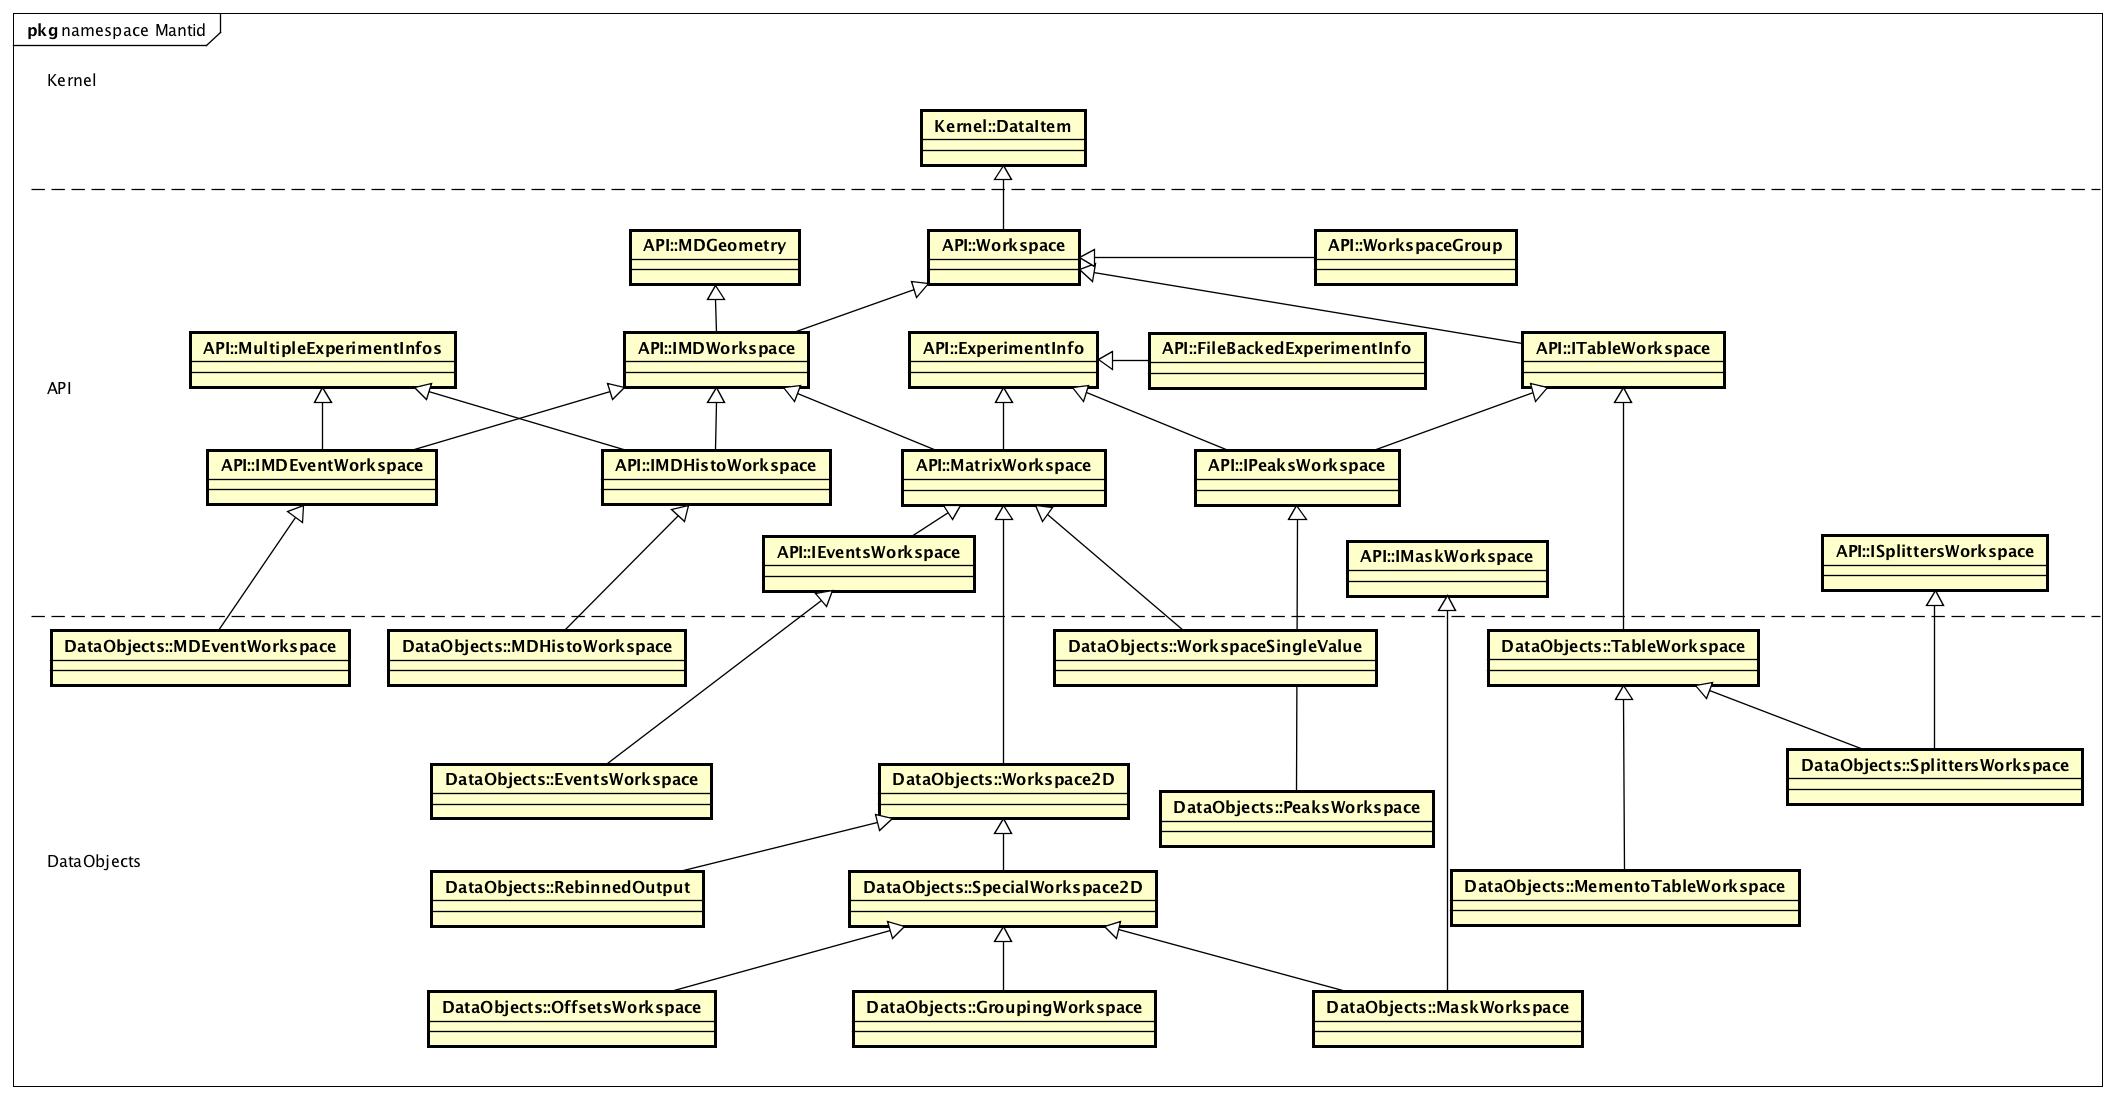 pkg namespace Mantid
Kernel
Kernel::DataItem
API::MDGeometry
API::Workspace
API::WorkspaceGroup
API::MultipleExperimentInfos
API::IMDWorkspace
API::ExperimentInfo
API::FileBackedExperimentInfo
API::ITableWorkspace
API
API::IMDEventWorkspace
API::IMDHistoWorkspace
API::MatrixWorkspace
API::IPeaksWorkspace
API::IEventsWorkspace
API::IMaskWorkspace
API::ISplittersWorkspace
DataObjects::MDEventWorkspace
DataObjects::MDHistoWorkspace
DataObjects::WorkspaceSingleValue
DataObjects::TableWorkspace
DataObjects::EventsWorkspace
DataObjects::Workspace2D
DataObjects::PeaksWorkspace
DataObjects::SplittersWorkspace
DataObjects
DataObjects::RebinnedOutput
DataObjects::SpecialWorkspace2D
DataObjects::MementoTableWorkspace
DataObjects::OffsetsWorkspace
DataObjects::GroupingWorkspace
DataObjects::MaskWorkspace